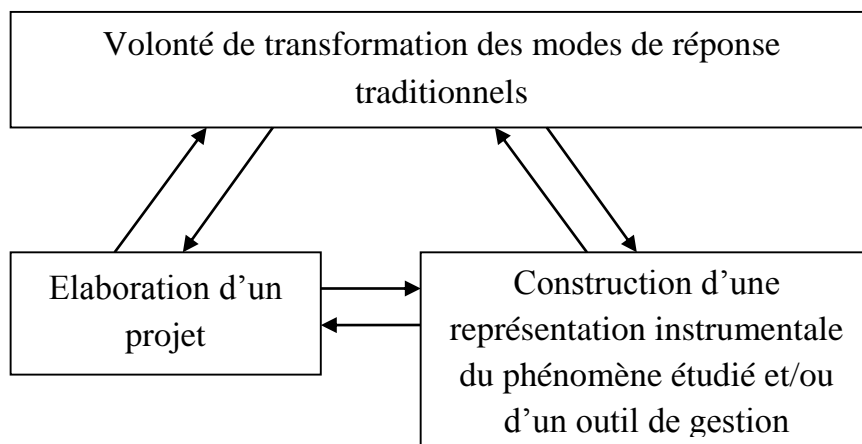 Volonté de transformation des modes de réponse
traditionnels
Elaboration d’un
projet
Construction d’une
représentation instrumentale
du phénomène étudié et/ou
d’un outil de gestion